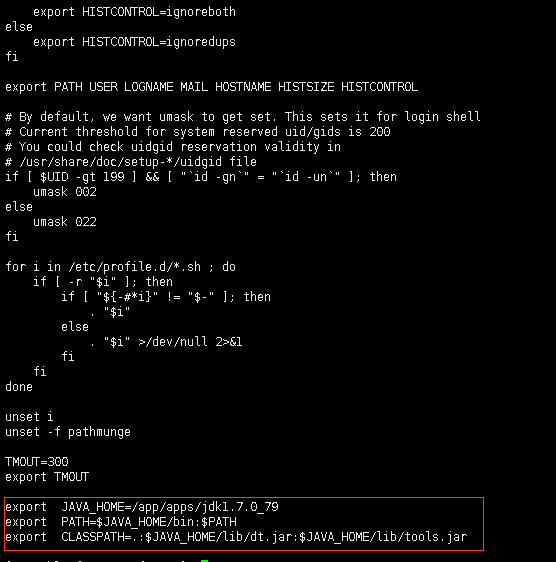 export HISTCONTROL=ignoreboth
else
    export HISTCONTROL=ignoredups
fi

export PATH USER LOGNAME MAIL HOSTNAME HISTSIZE HISTCONTROL

# By default, we want umask to get set. This sets it for login shell
# Current threshold for system reserved uid/gids is 200
# You could check uidgid reservation validity in
# /usr/share/doc/setup-*/uidgid file
if [ $UID -gt 199 ] && [ "`id -gn`" = "`id -un`" ]; then
    umask 002
else
    umask 022
fi

for i in /etc/profile.d/*.sh ; do
    if [ -r "$i" ]; then
        if [ "${-#*i}" != "$-" ]; then
            . "$i"
        else
            . "$i" >/dev/null 2>&1
        fi
    fi
done

unset i
unset -f pathmunge

TMOUT=300
export TMOUT

export  JAVA_HOME=/app/apps/jdk1.7.0_79
export  PATH=$JAVA_HOME/bin:$PATH
export  CLASSPATH=.:$JAVA_HOME/lib/dt.jar:$JAVA_HOME/lib/tools.jar